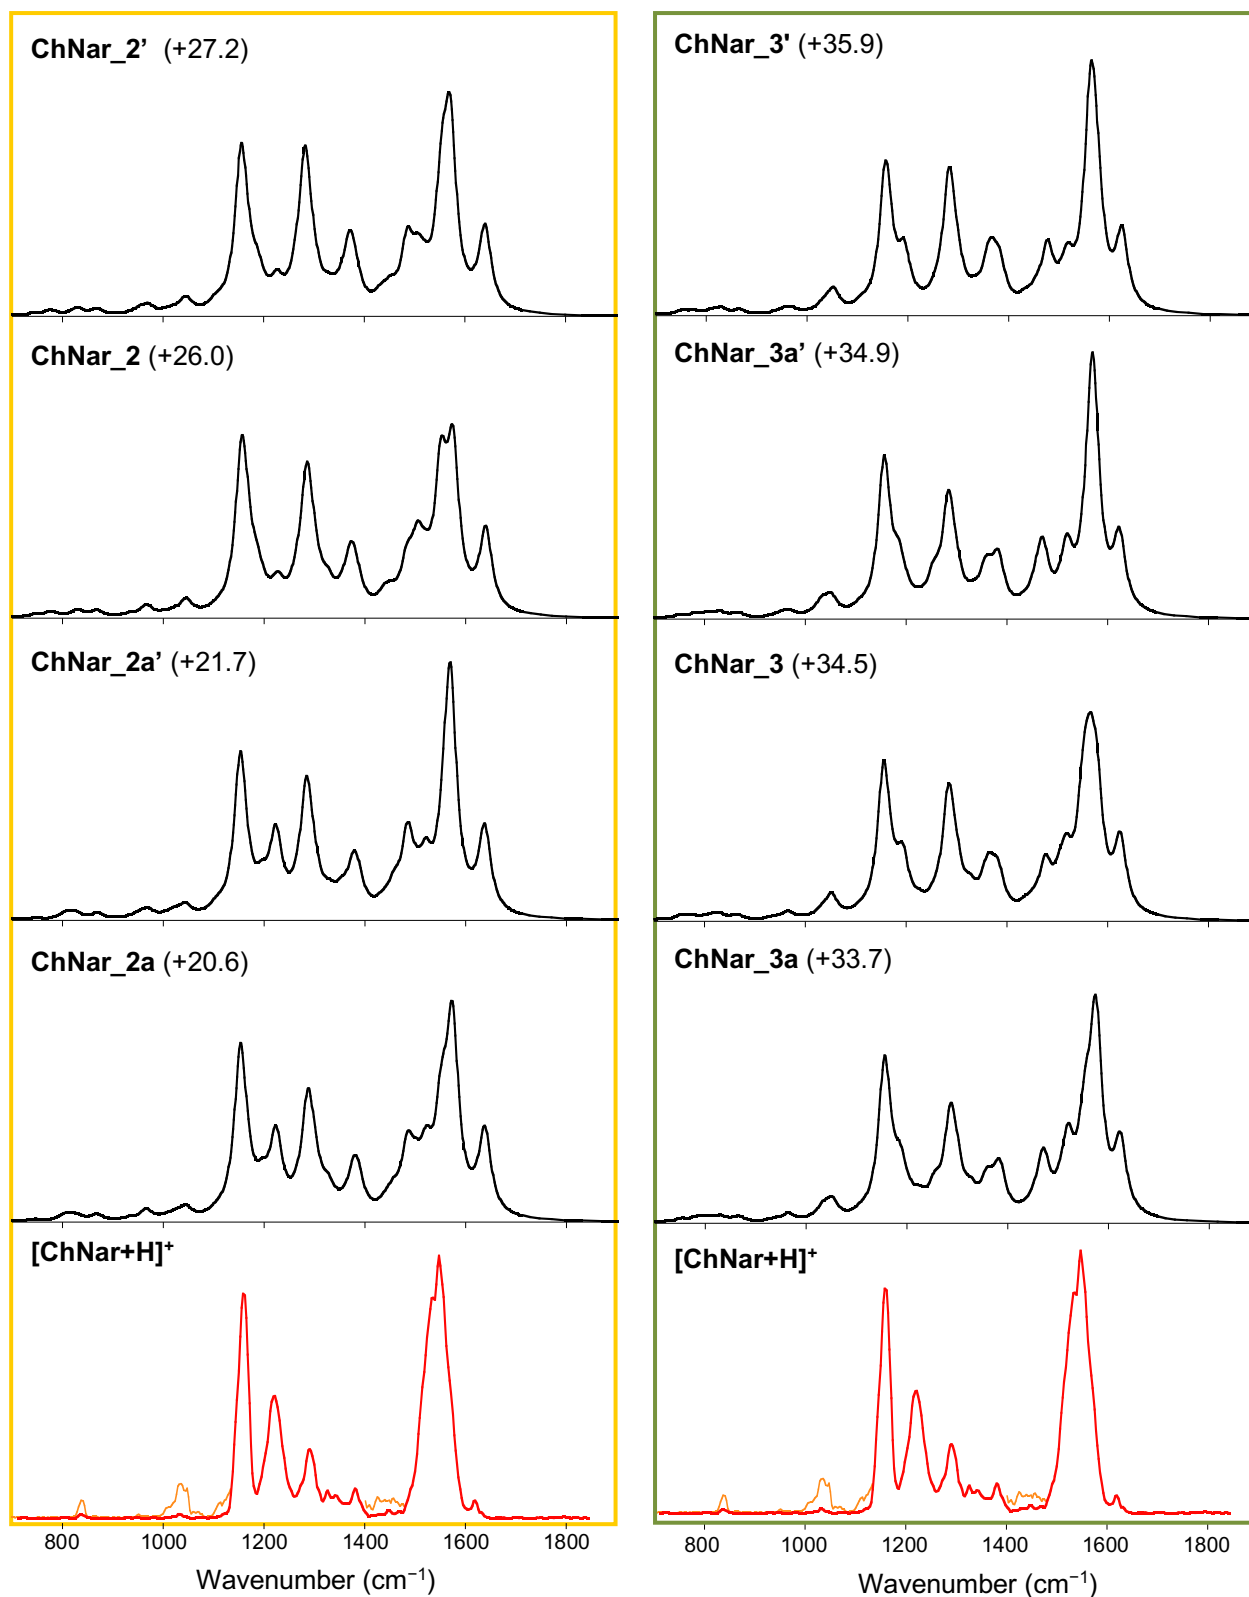 ChNar_2’ (+27.2)
ChNar_2 (+26.0)
ChNar_2a’ (+21.7)
ChNar_2a (+20.6)
[ChNar+H]⁺
800 1000 1200 1400 1600 1800
Wavenumber (cm⁻¹)
ChNar_3' (+35.9)
ChNar_3a’ (+34.9)
ChNar_3 (+34.5)
ChNar_3a (+33.7)
[ChNar+H]⁺
800 1000 1200 1400 1600 1800
Wavenumber (cm⁻¹)